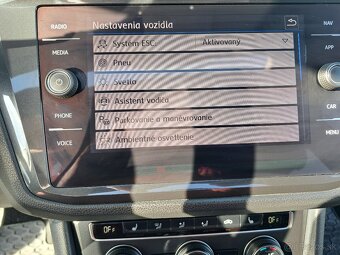 Nastavenia vozidla
RADIO
NAV
Systém ESC: Aktivovaný
MEDIA
APP
Pneu
Svetlá
CAR
Asistent vodiča
PHONE
Parkovanie a manévrovanie
MENU
VOICE
Ambientné osvetlenie
OFF
OFF